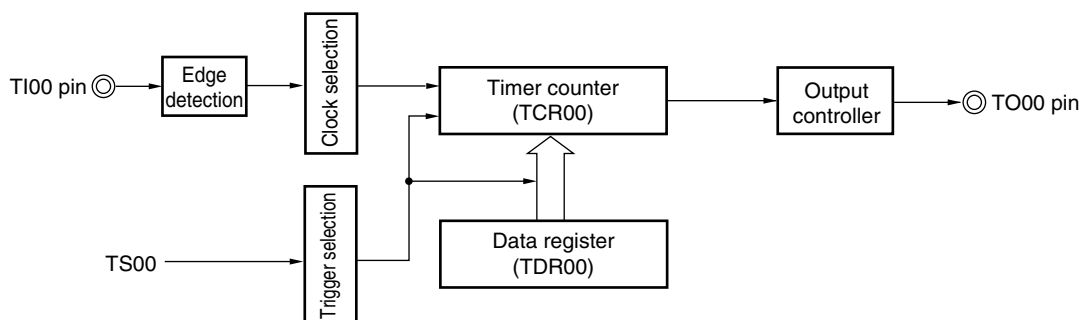 TI00 pin
Edge
detection
Clock selection
Timer counter
(TCR00)
Output
controller
TO00 pin
TS00
Trigger selection
Data register
(TDR00)